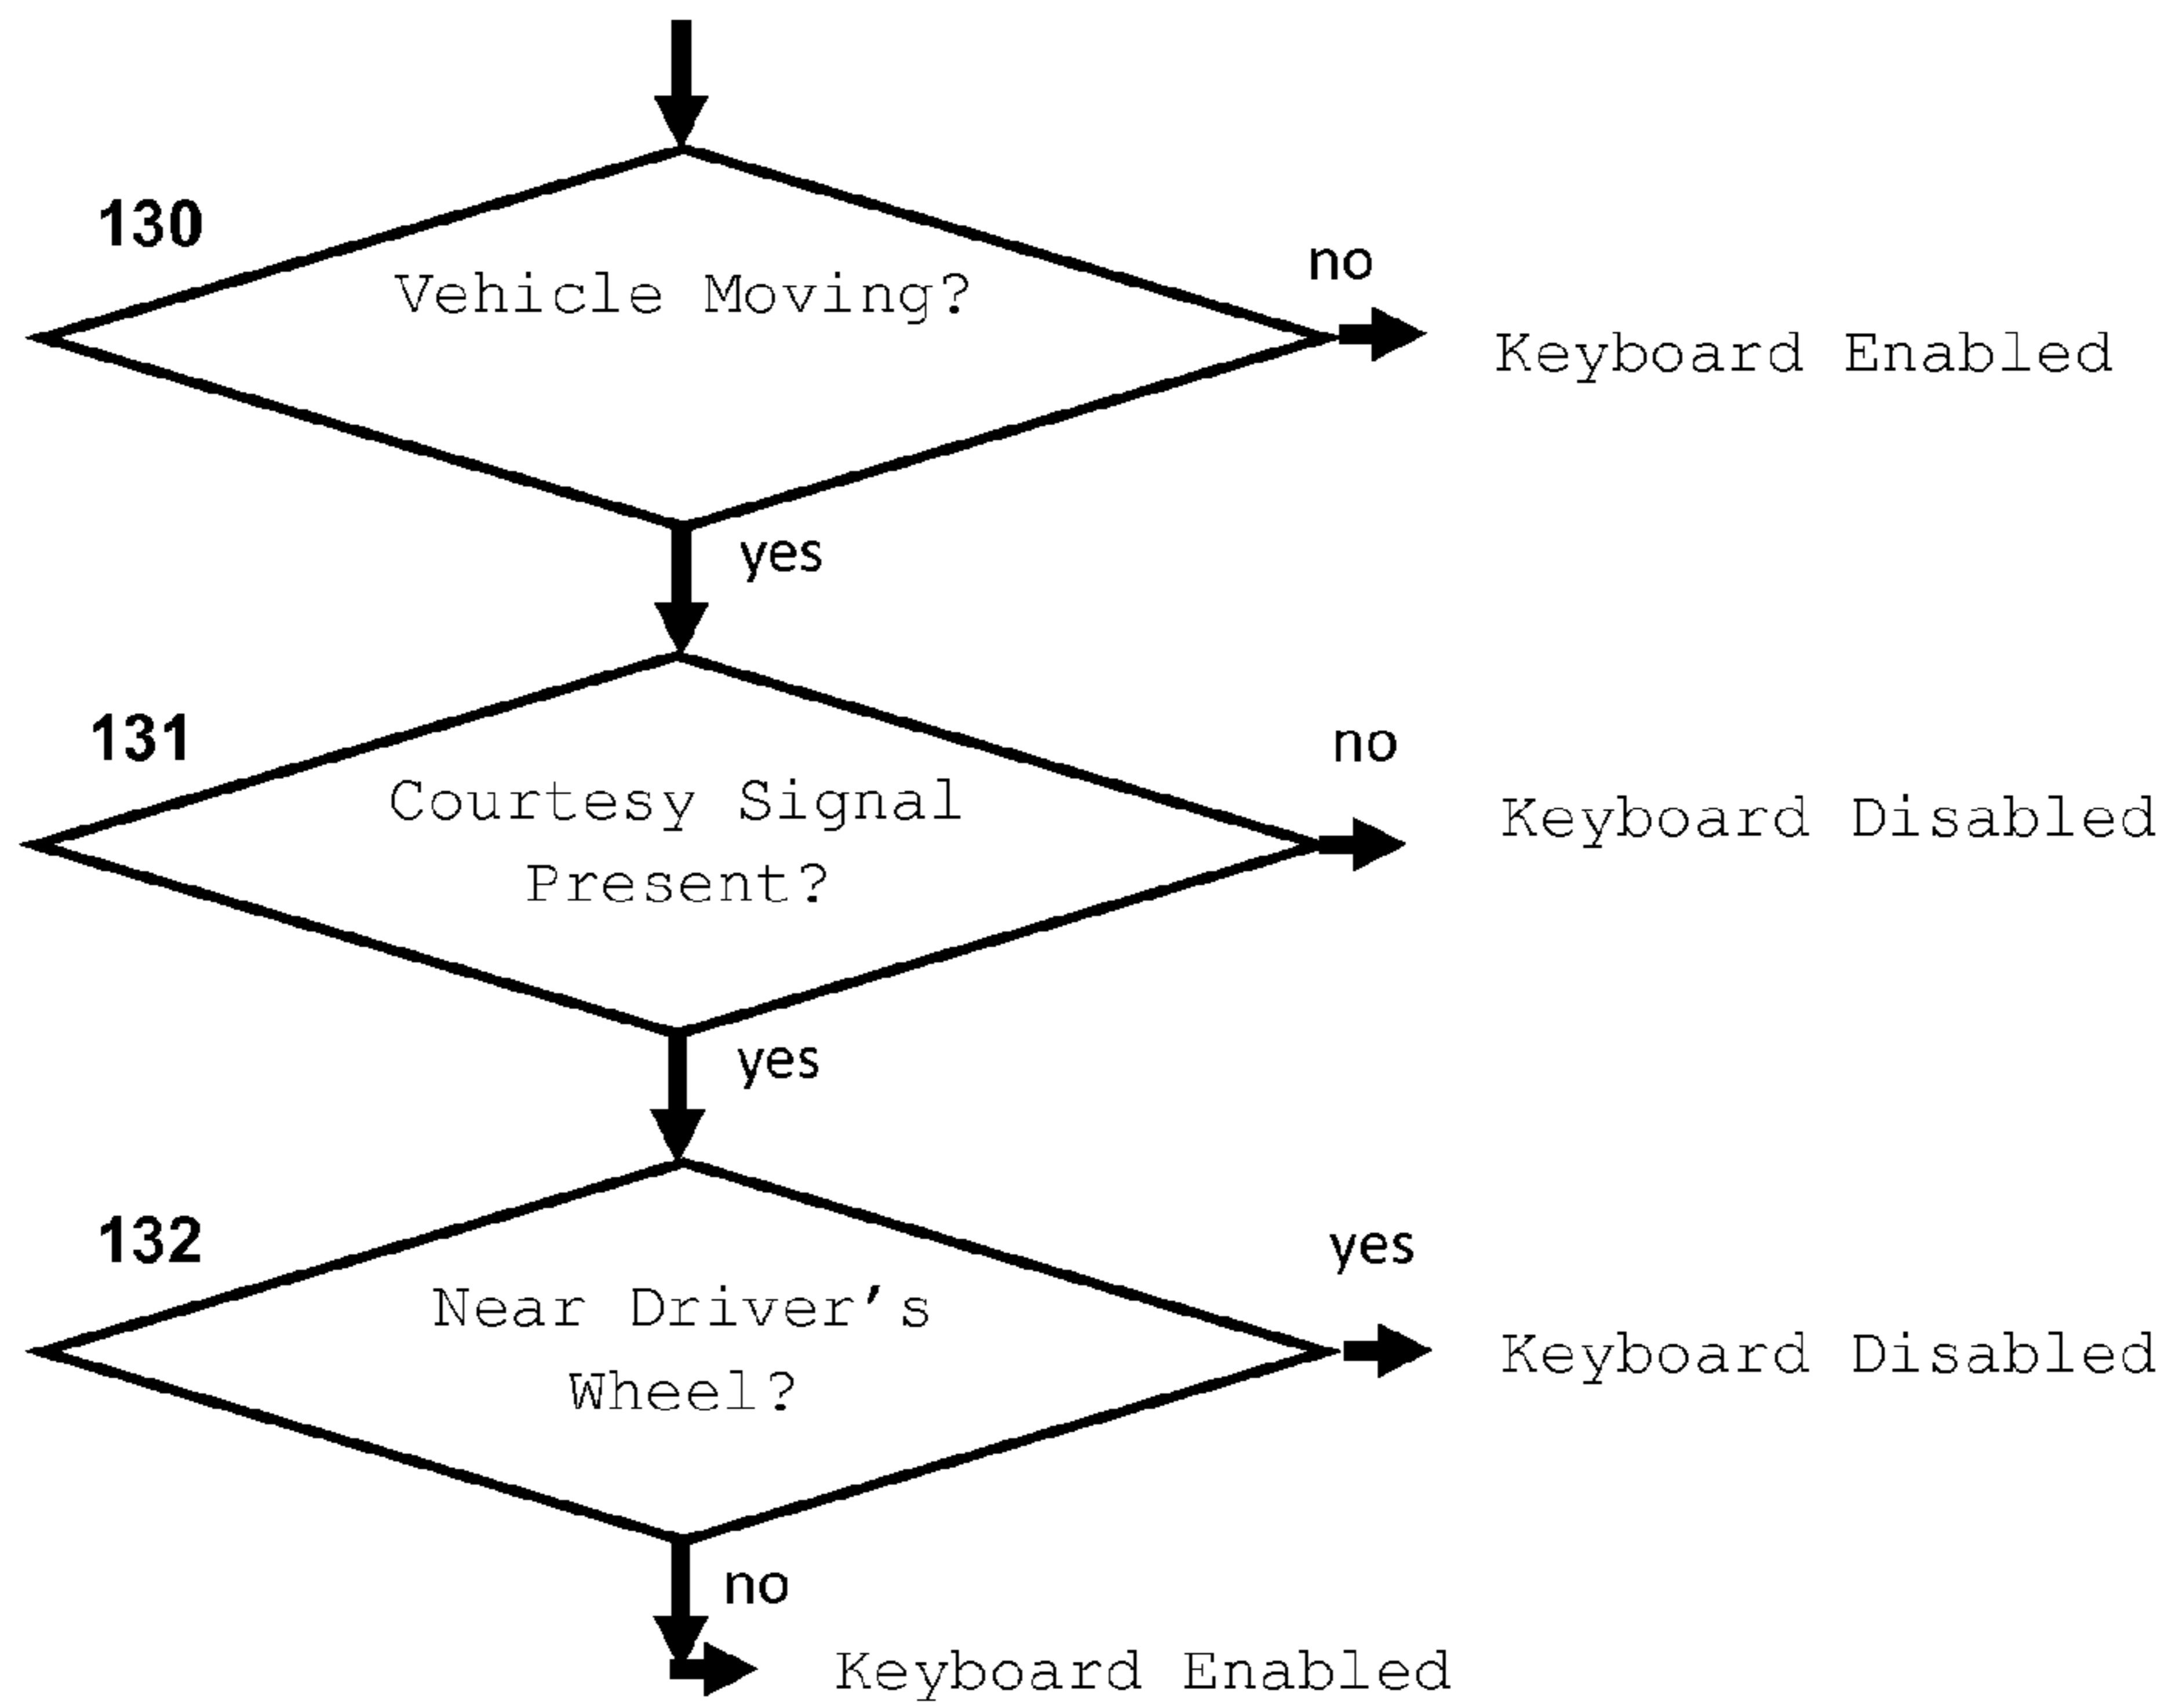 130
Vehicle Moving?
no
Keyboard Enabled
yes
131
Courtesy Signal
Present?
no
Keyboard Disabled
yes
132
Near Driver’s
Wheel?
yes
Keyboard Disabled
no
Keyboard Enabled